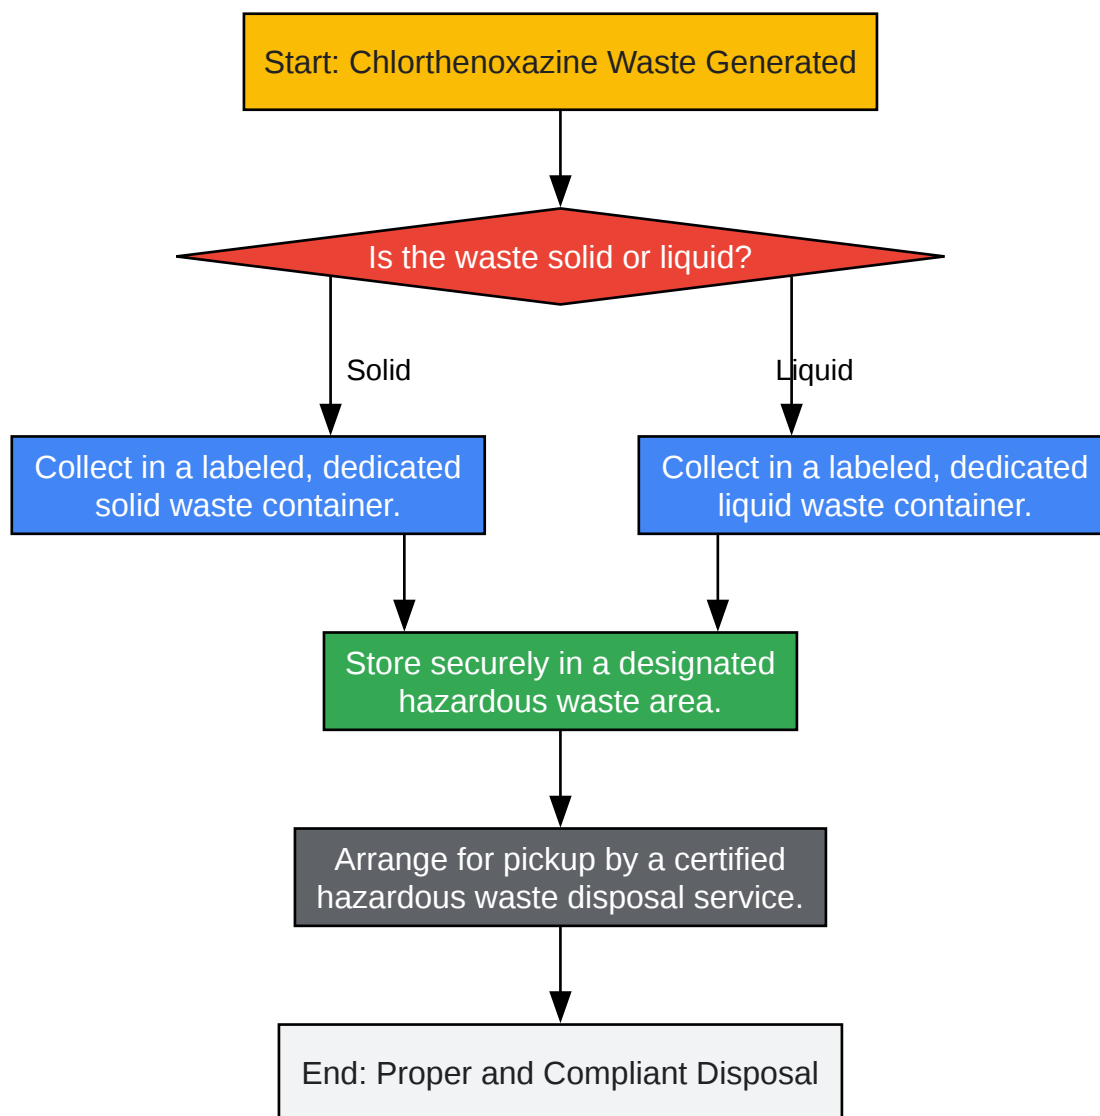 Start: Chlorthenoxazine Waste Generated
Is the waste solid or liquid?
Solid
Liquid
Collect in a labeled, dedicated
solid waste container.
Collect in a labeled, dedicated
liquid waste container.
Store securely in a designated
hazardous waste area.
Arrange for pickup by a certified
hazardous waste disposal service.
End: Proper and Compliant Disposal